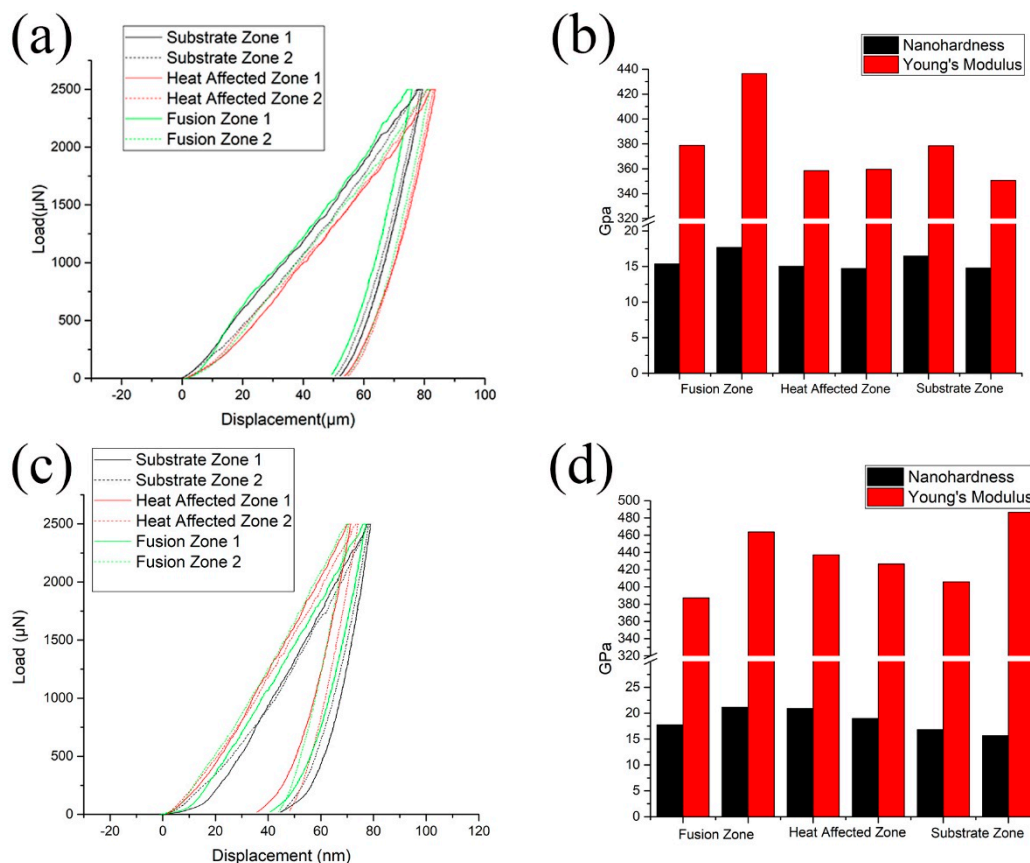 (a)
Substrate Zone 1
Substrate Zone 2
Heat Affected Zone 1
Heat Affected Zone 2
Fusion Zone 1
Fusion Zone 2
2500
2000
1500
1000
500
0
Load(µN)
-20 0 20 40 60 80 100
Displacement(µm)
(b)
Nanohardness
Young's Modulus
440
420
400
380
360
340
320
20
15
10
5
0
Gpa
Fusion Zone Heat Affected Zone Substrate Zone
(c)
Substrate Zone 1
Substrate Zone 2
Heat Affected Zone 1
Heat Affected Zone 2
Fusion Zone 1
Fusion Zone 2
2500
2000
1500
1000
500
0
Load (µN)
-20 0 20 40 60 80 100 120
Displacement (nm)
(d)
Nanohardness
Young's Modulus
500
480
460
440
420
400
380
360
340
320
25
20
15
10
5
0
GPa
Fusion Zone Heat Affected Zone Substrate Zone